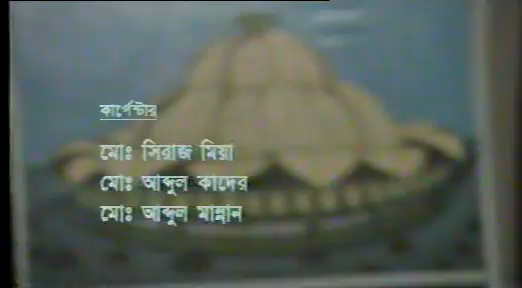 কার্পেন্টার
মোঃ সিরাজ মিয়া
মোঃ আব্দুল কাদের
মোঃ আব্দুল মান্নান